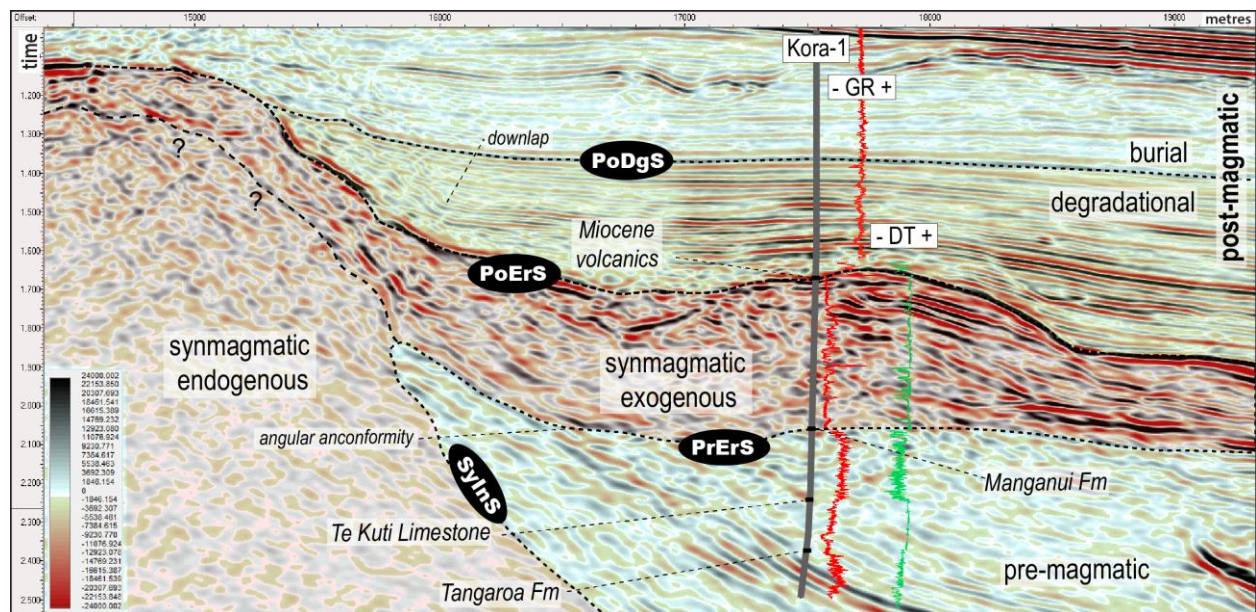 Offset:
15000
16000
17000
18000
19000
metres
time
Kora-1
- GR +
1.200
1.300
1.400
1.500
1.600
1.700
1.800
1.900
2.000
2.100
2.200
2.300
2.400
2.500
?
?
downlap
PoDgS
burial
degradational
post-magmatic
- DT +
Miocene
volcanics
PoErS
synmagmatic
endogenous
synmagmatic
exogenous
angular anconformity
PrErS
SyInS
Manganui Fm
Te Kuti Limestone
Tangaroa Fm
pre-magmatic
24000.002
22153.850
20307.693
18461.541
16615.389
14769.232
12923.080
11076.924
9230.771
7384.617
5538.463
3692.309
1846.154
0
-1846.154
-3692.307
-5538.461
-7384.615
-9230.770
-11076.924
-12923.078
-14769.231
-16615.387
-18461.539
-20307.693
-22153.848
-24000.002